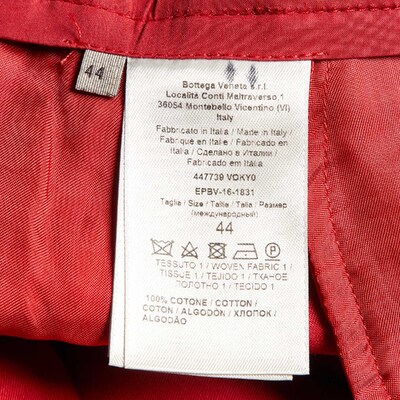 44
Bottega Veneta s.r.l.
Località Conti Maltraverso,1
36054 Montebello Vicentino (VI)
Italy
Fabbricato in Italia / Made in Italy /
Fabriqué en Italie / Fabricado en
Italia / Сделано в Италии /
Fabricado em Itália
447739 VOKY0
EPBV-16-1831
Taglia / Size / Taille / Talla / Размер
(международный)
44
P
TESSUTO 1 / WOVEN FABRIC 1 /
TISSUE 1 / TEJIDO 1 / ТКАНОЕ
ПОЛОТНО 1 / TECIDO 1
100% COTONE / COTTON /
COTON / ALGODÓN / ХЛОПОК /
ALGODÃO